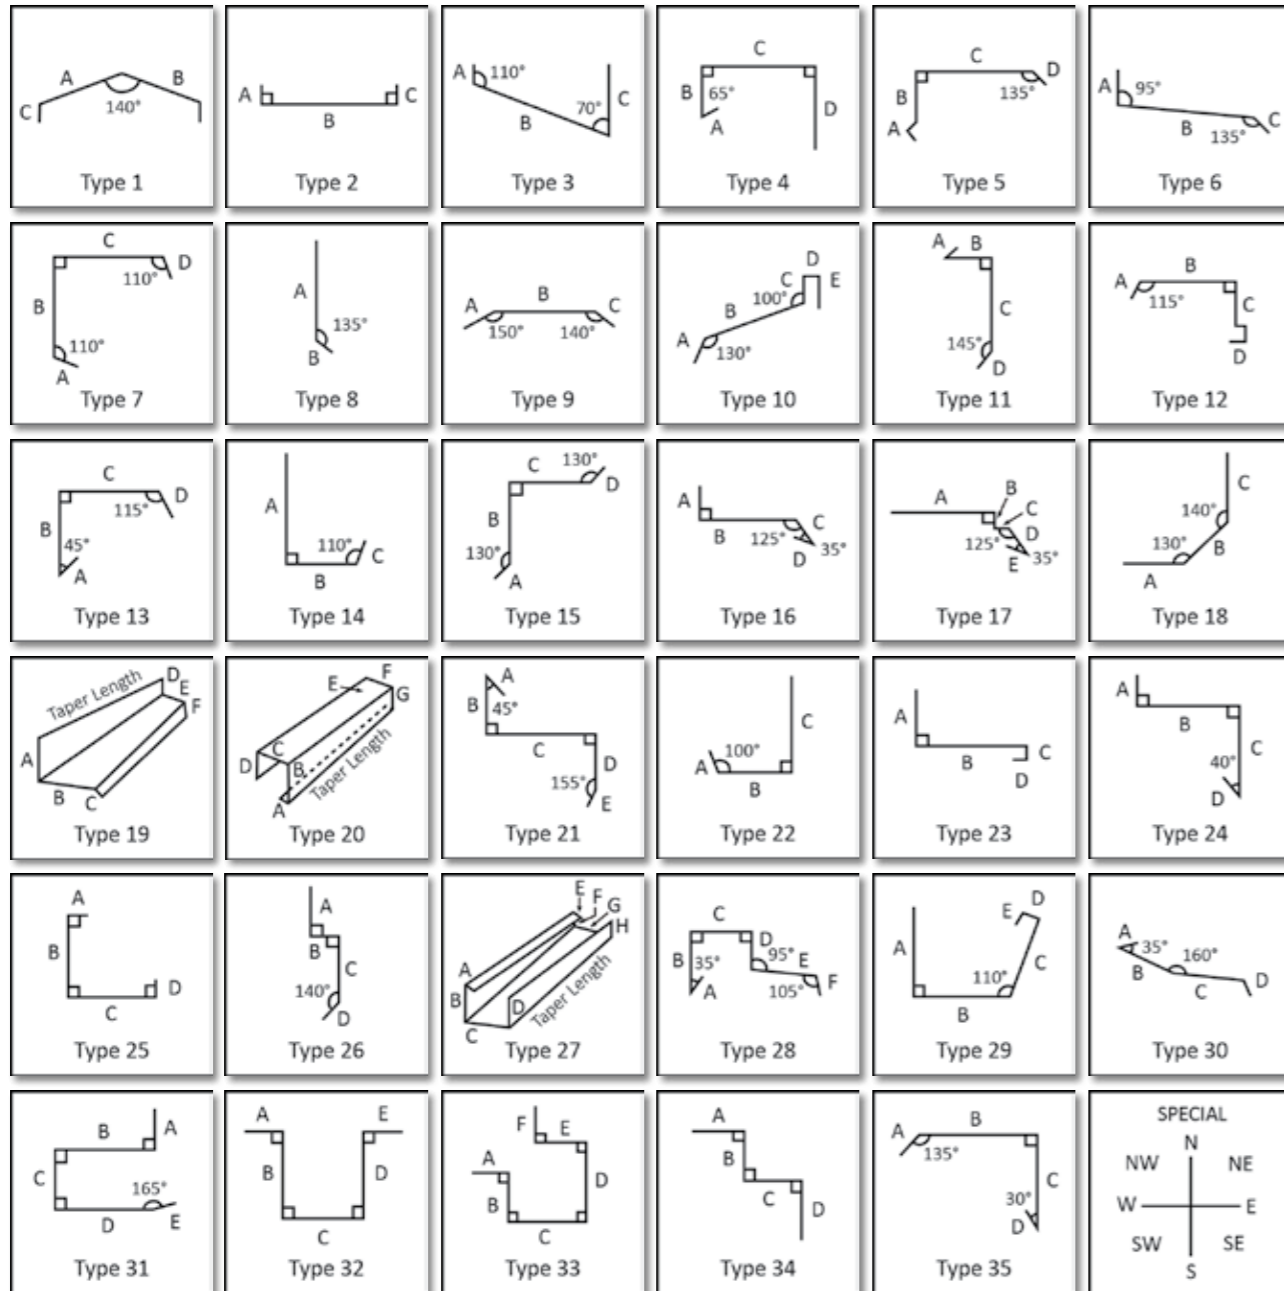 A
B
C
140°
Type 1
A
C
B
Type 2
A
110°
C
70°
B
Type 3
C
B
65°
D
A
Type 4
C
D
B
135°
A
Type 5
95°
A
B
C
135°
Type 6
C
D
110°
B
110°
A
Type 7
A
135°
B
Type 8
B
A
C
150°
140°
Type 9
D
C
E
100°
B
A
130°
Type 10
A
B
C
145°
D
Type 11
B
A
115°
C
D
Type 12
C
D
115°
B
45°
A
Type 13
A
110°
C
B
Type 14
130°
C
D
B
130°
A
Type 15
A
C
B
125°
D
35°
Type 16
B
A
C
D
125°
E
35°
Type 17
C
140°
130°
B
A
Type 18
D
Taper Length
E
F
A
B
C
Type 19
F
E
G
C
D
B
Taper Length
A
Type 20
A
B
45°
C
D
155°
E
Type 21
C
100°
A
B
Type 22
A
C
B
D
Type 23
A
B
C
40°
D
Type 24
A
B
D
C
Type 25
A
B
C
140°
D
Type 26
E
F
G
H
A
B
D
Taper Length
C
Type 27
C
D
95°
B
35°
E
A
F
105°
Type 28
D
E
A
C
110°
B
Type 29
A
35°
160°
B
C
D
Type 30
B
A
C
165°
D
E
Type 31
A
E
B
D
C
Type 32
F
E
A
D
B
C
Type 33
A
B
C
D
Type 34
B
A
135°
C
30°
D
Type 35
SPECIAL
N
NW
NE
W
E
SW
SE
S